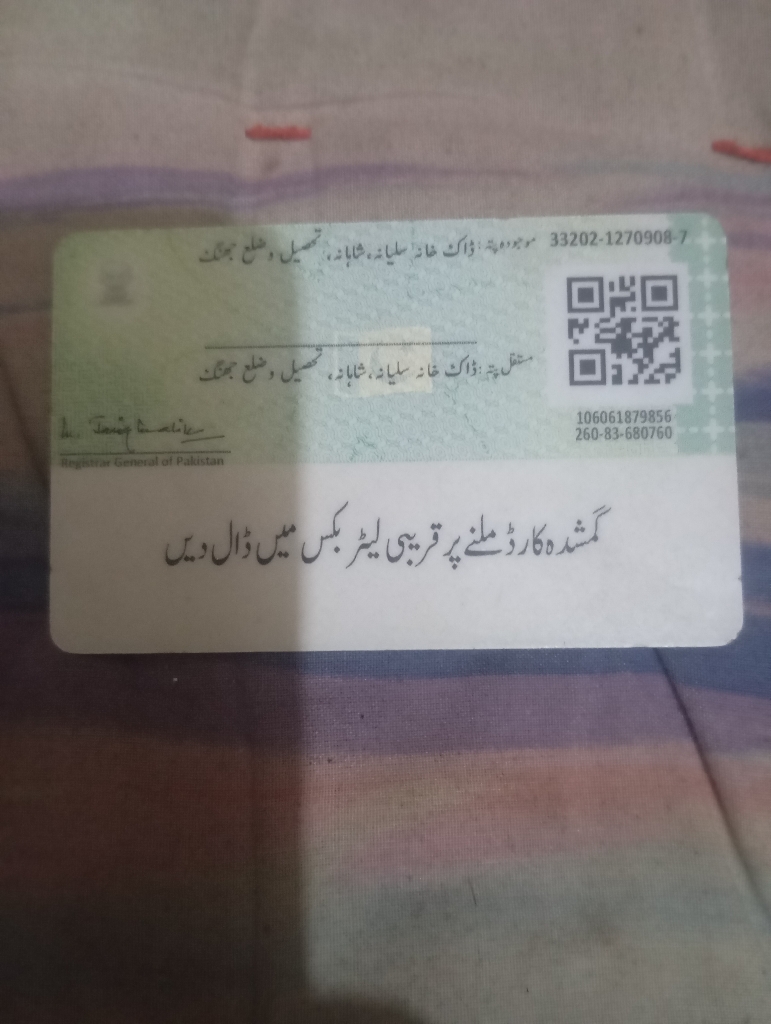 موجودہ پتہ: ڈاک خانہ سلیانہ، شاہانہ، تحصیل و ضلع جھنگ
33202-1270908-7
مستقل پتہ: ڈاک خانہ سلیانہ، شاہانہ، تحصیل و ضلع جھنگ
106061879856
260-83-680760
Registrar General of Pakistan
گمشدہ کارڈ ملنے پر قریبی لیٹر بکس میں ڈال دیں